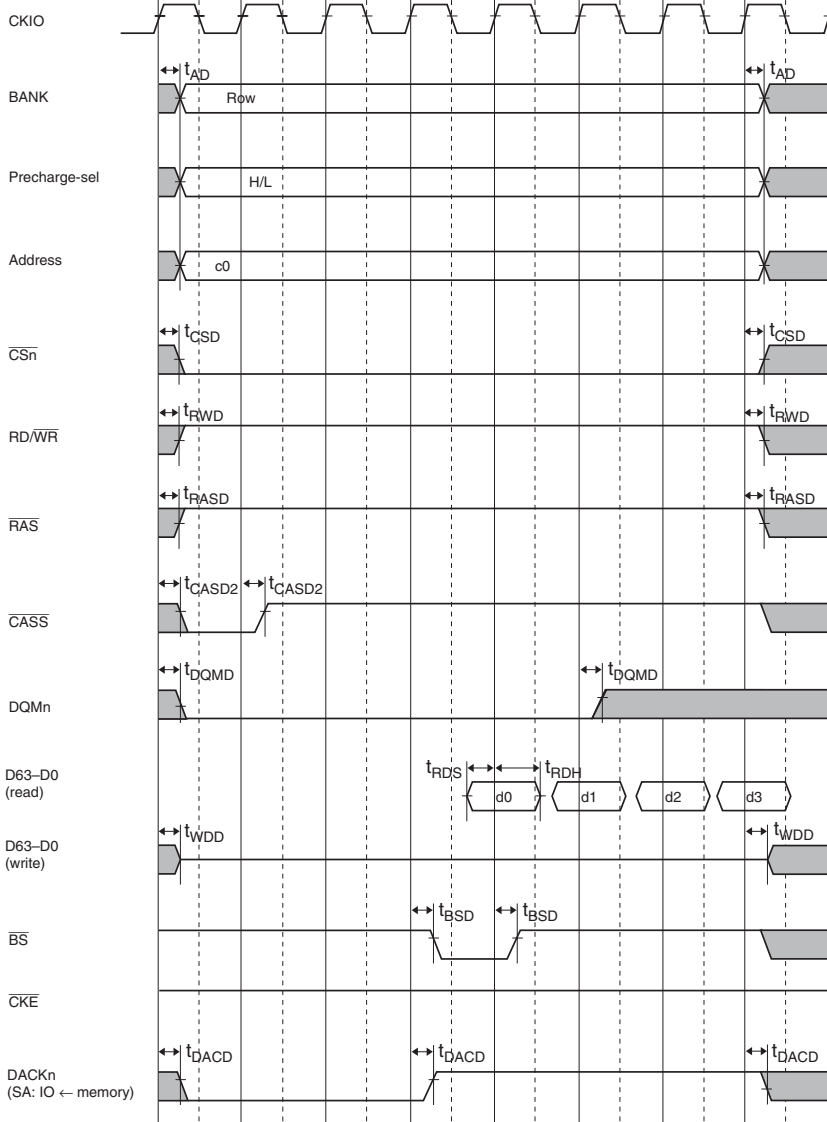 CKIO
tAD tAD
BANK Row
Precharge-sel H/L
Address c0
tCSD tCSD
CSn
tRWD tRWD
RD/WR
tRASD tRASD
RAS
tCASD2 tCASD2
CASS
tDQMD tDQMD
DQMn
D63–D0
(read)
tRDS tRDH
d0 d1 d2 d3
tWDD tWDD
D63–D0
(write)
tBSD tBSD
BS
CKE
tDACD tDACD tDACD
DACKn
(SA: IO ← memory)